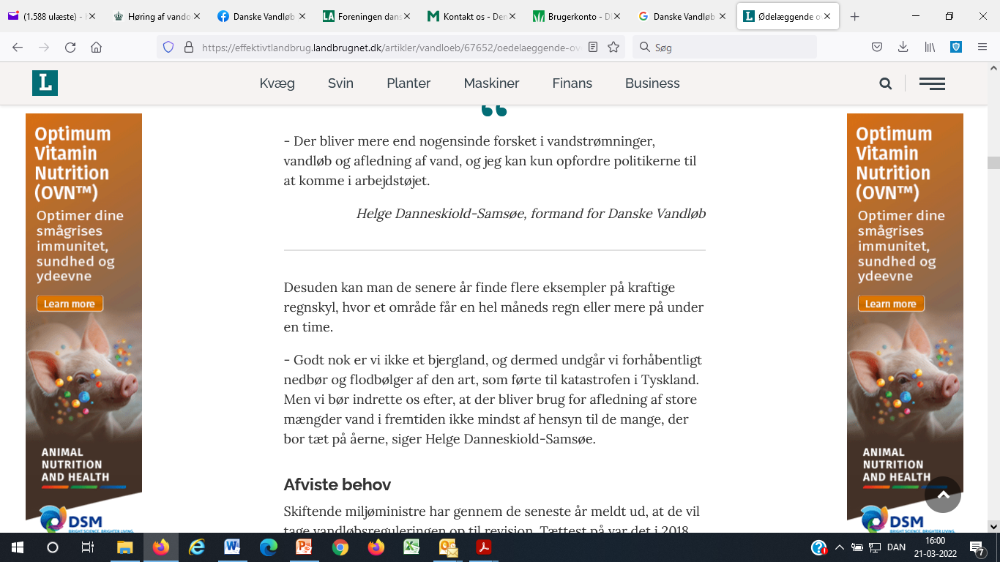 (1.588 ulæste) -
Høring af vando
Danske Vandløb
Foreningen dans
Kontakt os - Den
Brugerkonto - D
Danske Vandløb
Ødelæggende o
https://effektivtlandbrug.landbrugnet.dk/artikler/vandloeb/67652/oedelaeggende-ov
Søg
L
Kvæg
Svin
Planter
Maskiner
Finans
Business
Optimum
Vitamin
Nutrition
(OVN™)
Optimer dine
smågrises
immunitet,
sundhed og
ydeevne
Learn more
ANIMAL
NUTRITION
AND HEALTH
DSM
BRIGHT SCIENCE. BRIGHTER LIVING.
- Der bliver mere end nogensinde forsket i vandstrømninger,
vandløb og afledning af vand, og jeg kan kun opfordre politikerne til
at komme i arbejdstøjet.
Helge Danneskiold-Samsøe, formand for Danske Vandløb
Desuden kan man de senere år finde flere eksempler på kraftige
regnskyl, hvor et område får en hel måneds regn eller mere på under
en time.
- Godt nok er vi ikke et bjergland, og dermed undgår vi forhåbentligt
nedbør og flodbølger af den art, som førte til katastrofen i Tyskland.
Men vi bør indrette os efter, at der bliver brug for afledning af store
mængder vand i fremtiden ikke mindst af hensyn til de mange, der
bor tæt på åerne, siger Helge Danneskiold-Samsøe.
Afviste behov
Skiftende miljøministre har gennem de seneste år meldt ud, at de vil
tage vandløbsreguleringen op til revision. Tættest på var det i 2018,
Optimum
Vitamin
Nutrition
(OVN™)
Optimer dine
smågrises
immunitet,
sundhed og
ydeevne
Learn more
ANIMAL
NUTRITION
AND HEALTH
DSM
BRIGHT SCIENCE. BRIGHTER LIVING.
DAN
16:00
21-03-2022
7